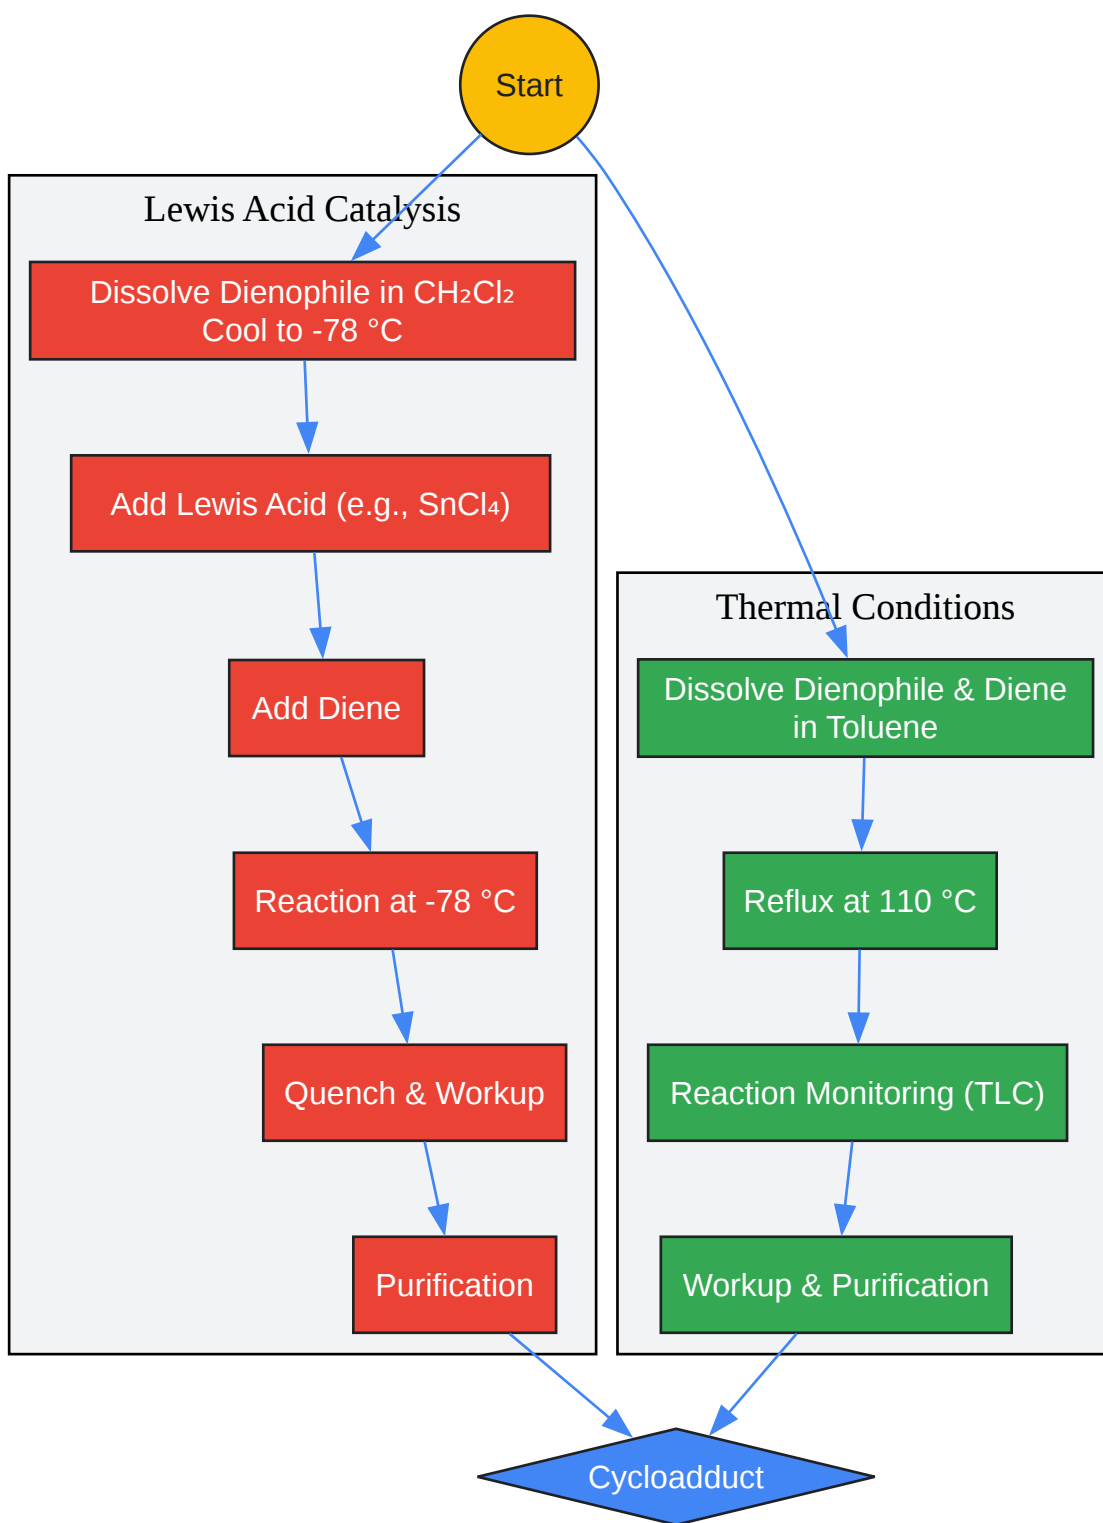 Start
Lewis Acid Catalysis
Dissolve Dienophile in CH₂Cl₂
Cool to -78 °C
Add Lewis Acid (e.g., SnCl₄)
Add Diene
Reaction at -78 °C
Quench & Workup
Purification
Thermal Conditions
Dissolve Dienophile & Diene
in Toluene
Reflux at 110 °C
Reaction Monitoring (TLC)
Workup & Purification
Cycloadduct